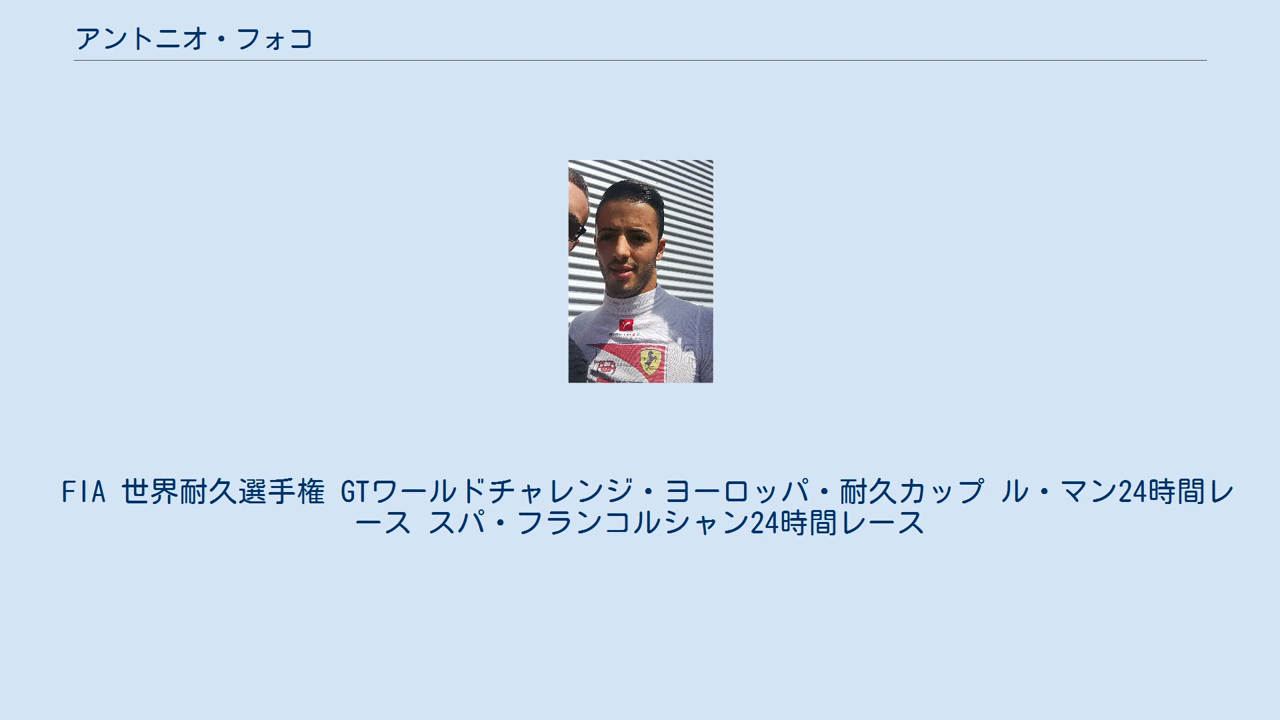 アントニオ・フォコ
FIA 世界耐久選手権 GTワールドチャレンジ・ヨーロッパ・耐久カップ ル・マン24時間レ
ース スパ・フランコルシャン24時間レース